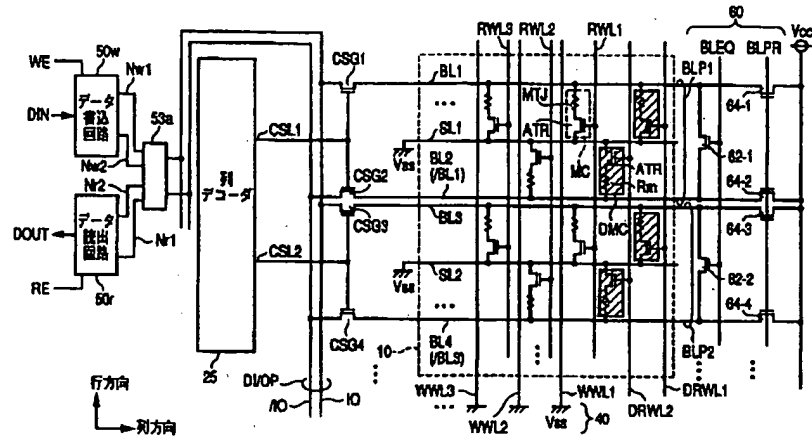 60
RWL3
RWL2
RWL1
BLEQ
BLPR
Vcc
50w
WE
Nw1
CSG1
BL1
BLP1
データ
書込
回路
DIN
53a
MTJ
64-1
CSL1
ATR
SL1
Vss
MC
62-1
Nw2
Nr2
列
デコーダ
CSG2
BL2
(/BL1)
ATR
Rm
64-2
データ
読出
回路
DOUT
Nr1
CSG3
BL3
DMC
64-3
CSL2
SL2
Vss
62-2
RE
50r
CSG4
BL4
(/BL3)
64-4
25
10
BLP2
DI/OP
/IO
IO
WWL3
WWL2
WWL1
Vss
40
DRWL2
DRWL1
行方向
列方向